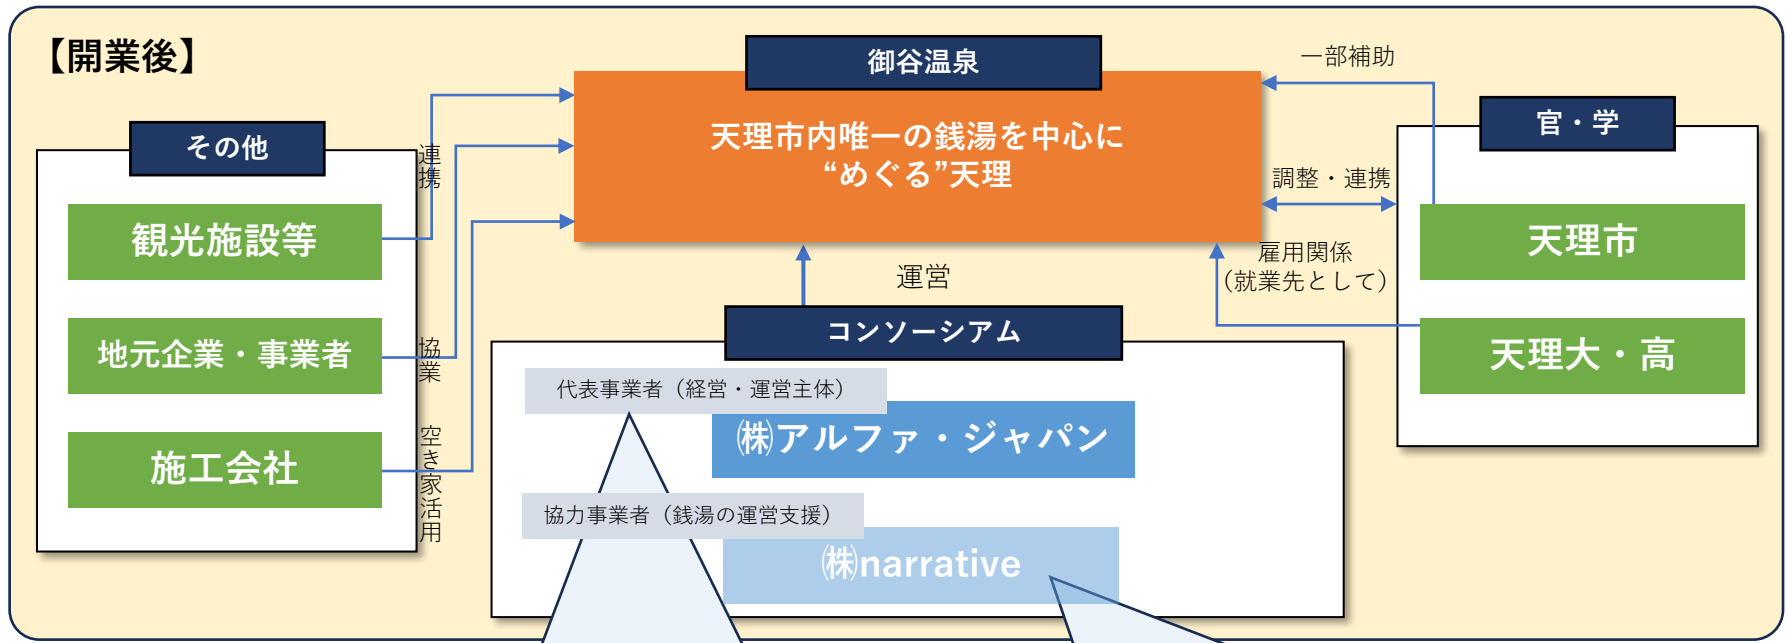 【開業後】
御谷温泉
天理市内唯一の銭湯を中心に
“めぐる”天理
その他
観光施設等
地元企業・事業者
施工会社
連携
協業
空き家活用
運営
コンソーシアム
代表事業者（経営・運営主体）
㈱アルファ・ジャパン
協力事業者（銭湯の運営支援）
㈱narrative
一部補助
調整・連携
雇用関係
（就業先として）
官・学
天理市
天理大・高